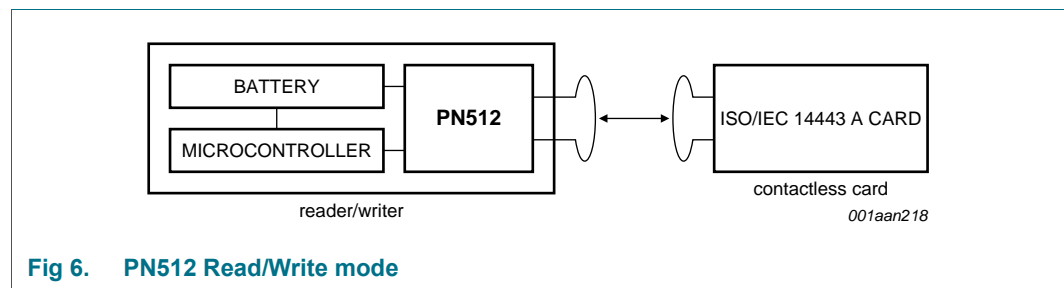 BATTERY
MICROCONTROLLER
PN512
reader/writer
ISO/IEC 14443 A CARD
contactless card
001aan218
Fig 6. PN512 Read/Write mode